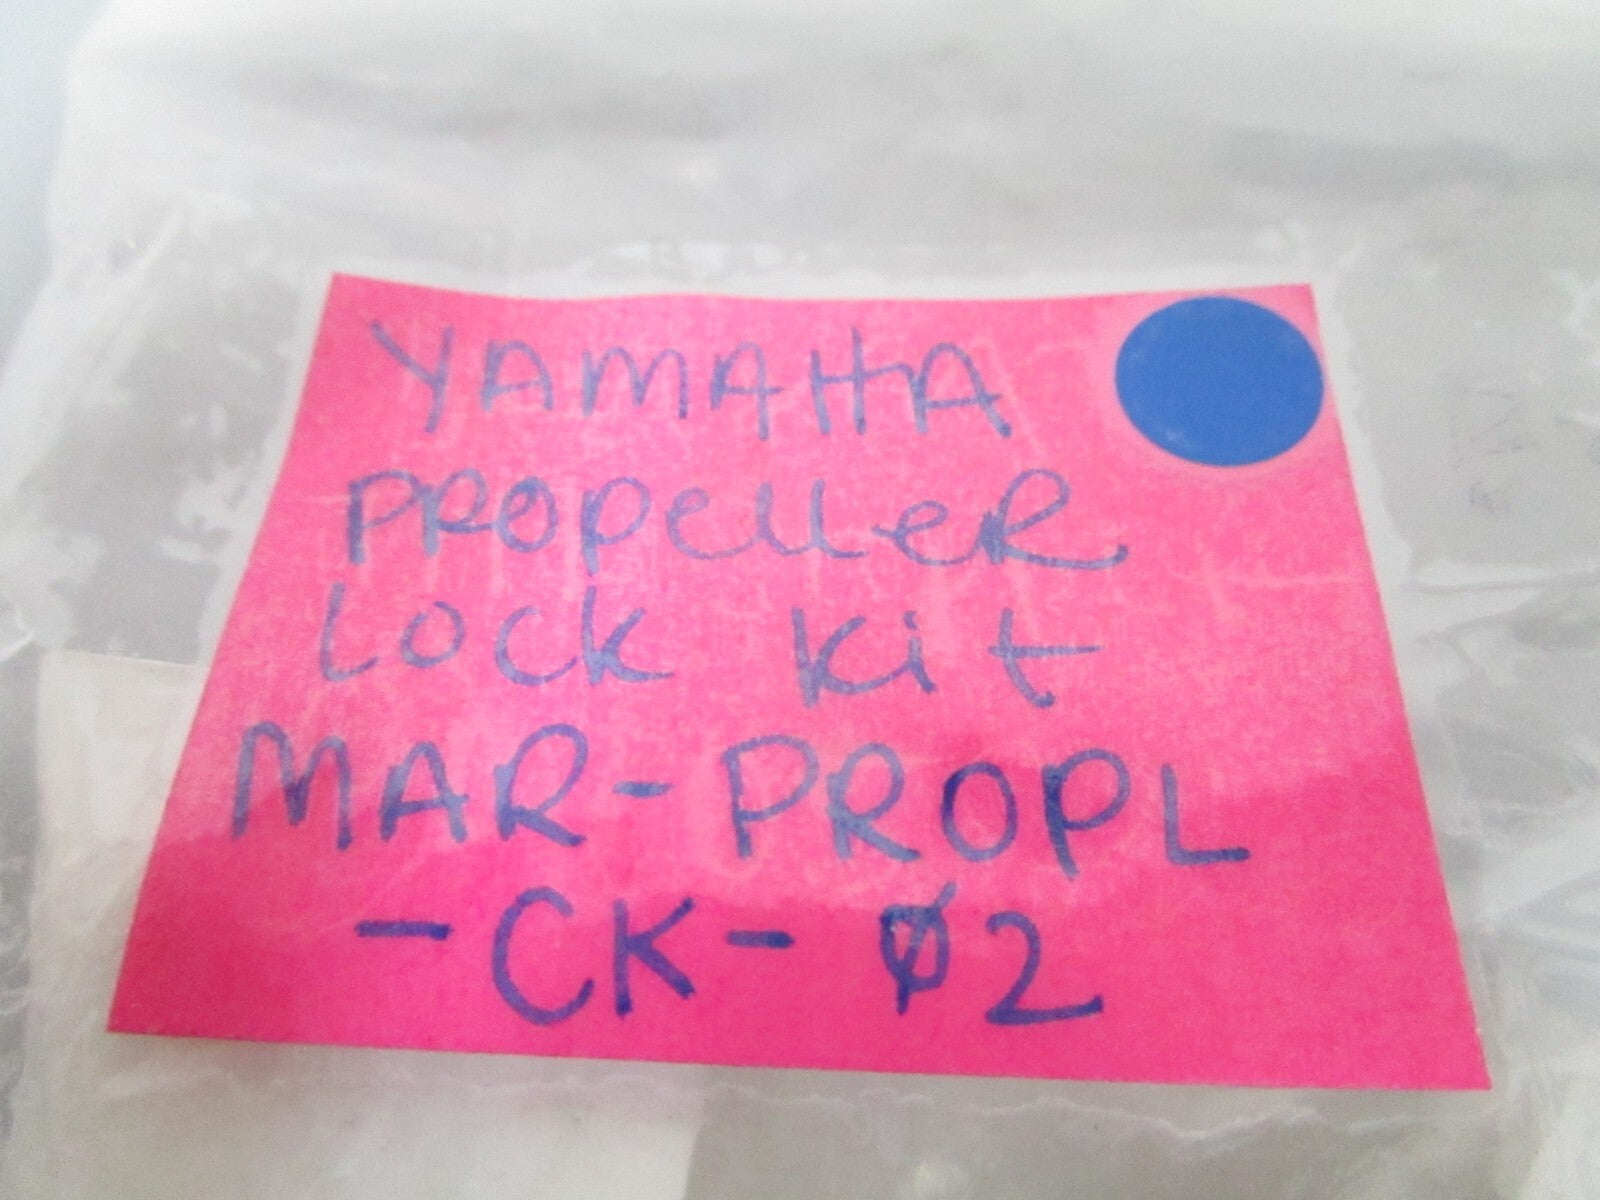 YAMAHA
PROPelleR
Lock Kit
MAR-PROPL
-CK-Ø2